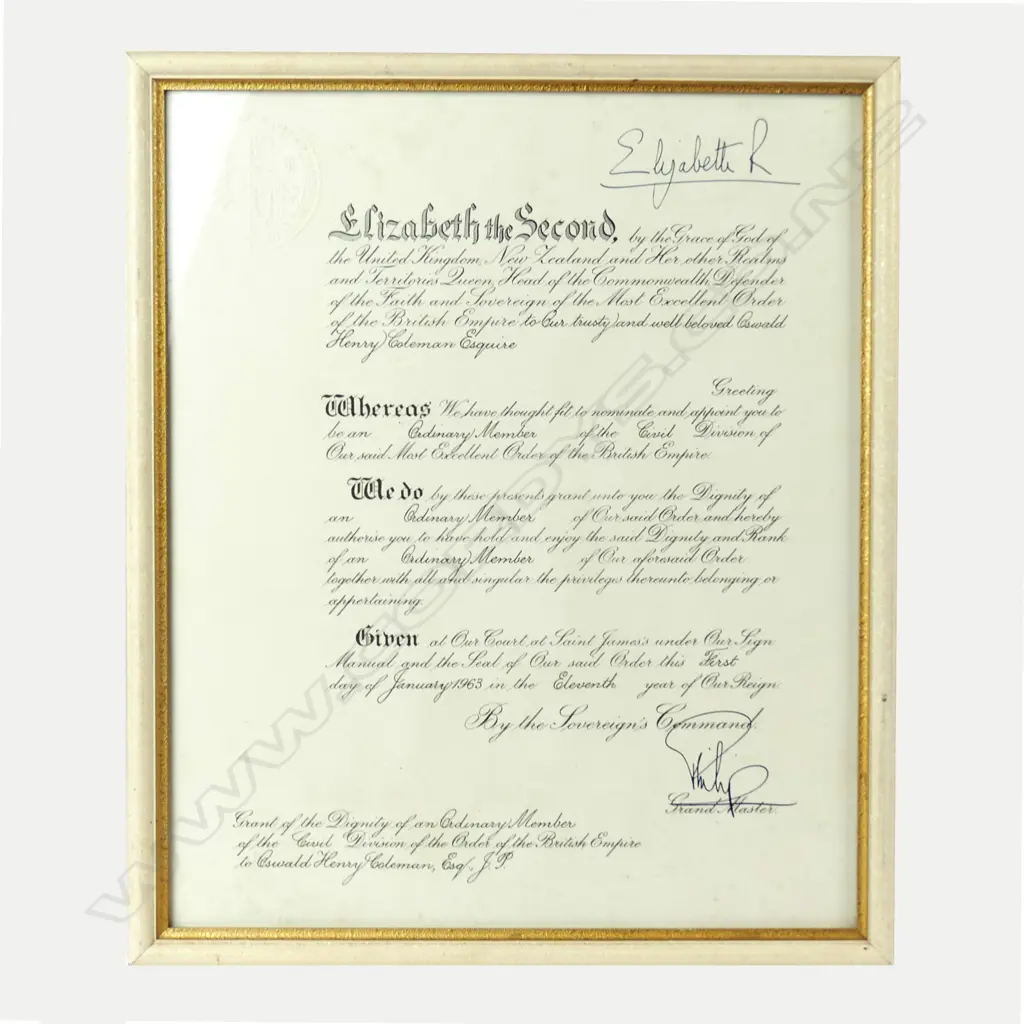 Elizabeth R
Elizabeth the Second, by the Grace of God of
the United Kingdom, New Zealand and Her other Realms
and Territories Queen, Head of the Commonwealth, Defender
of the Faith and Sovereign of the Most Excellent Order
of the British Empire to Our trusty and well beloved Oswald
Henry Coleman Esquire
Greeting
Whereas We have thought fit to nominate and appoint you to
be an Ordinary Member of the Civil Division of
Our said Most Excellent Order of the British Empire.
We do by these presents grant unto you the Dignity of
an Ordinary Member of Our said Order and hereby
authorise you to have hold and enjoy the said Dignity and Rank
of an Ordinary Member of Our aforesaid Order
together with all and singular the privileges thereunto belonging or
appertaining.
Given at Our Court at Saint James's under Our Sign
Manual and the Seal of Our said Order this First
day of January 1963 in the Eleventh year of Our Reign.
By the Sovereign's Command.
Philip
Grand Master.
Grant of the Dignity of an Ordinary Member
of the Civil Division of the Order of the British Empire
to Oswald Henry Coleman, Esq., J.P.
WWW.CORDYS.CO.NZ